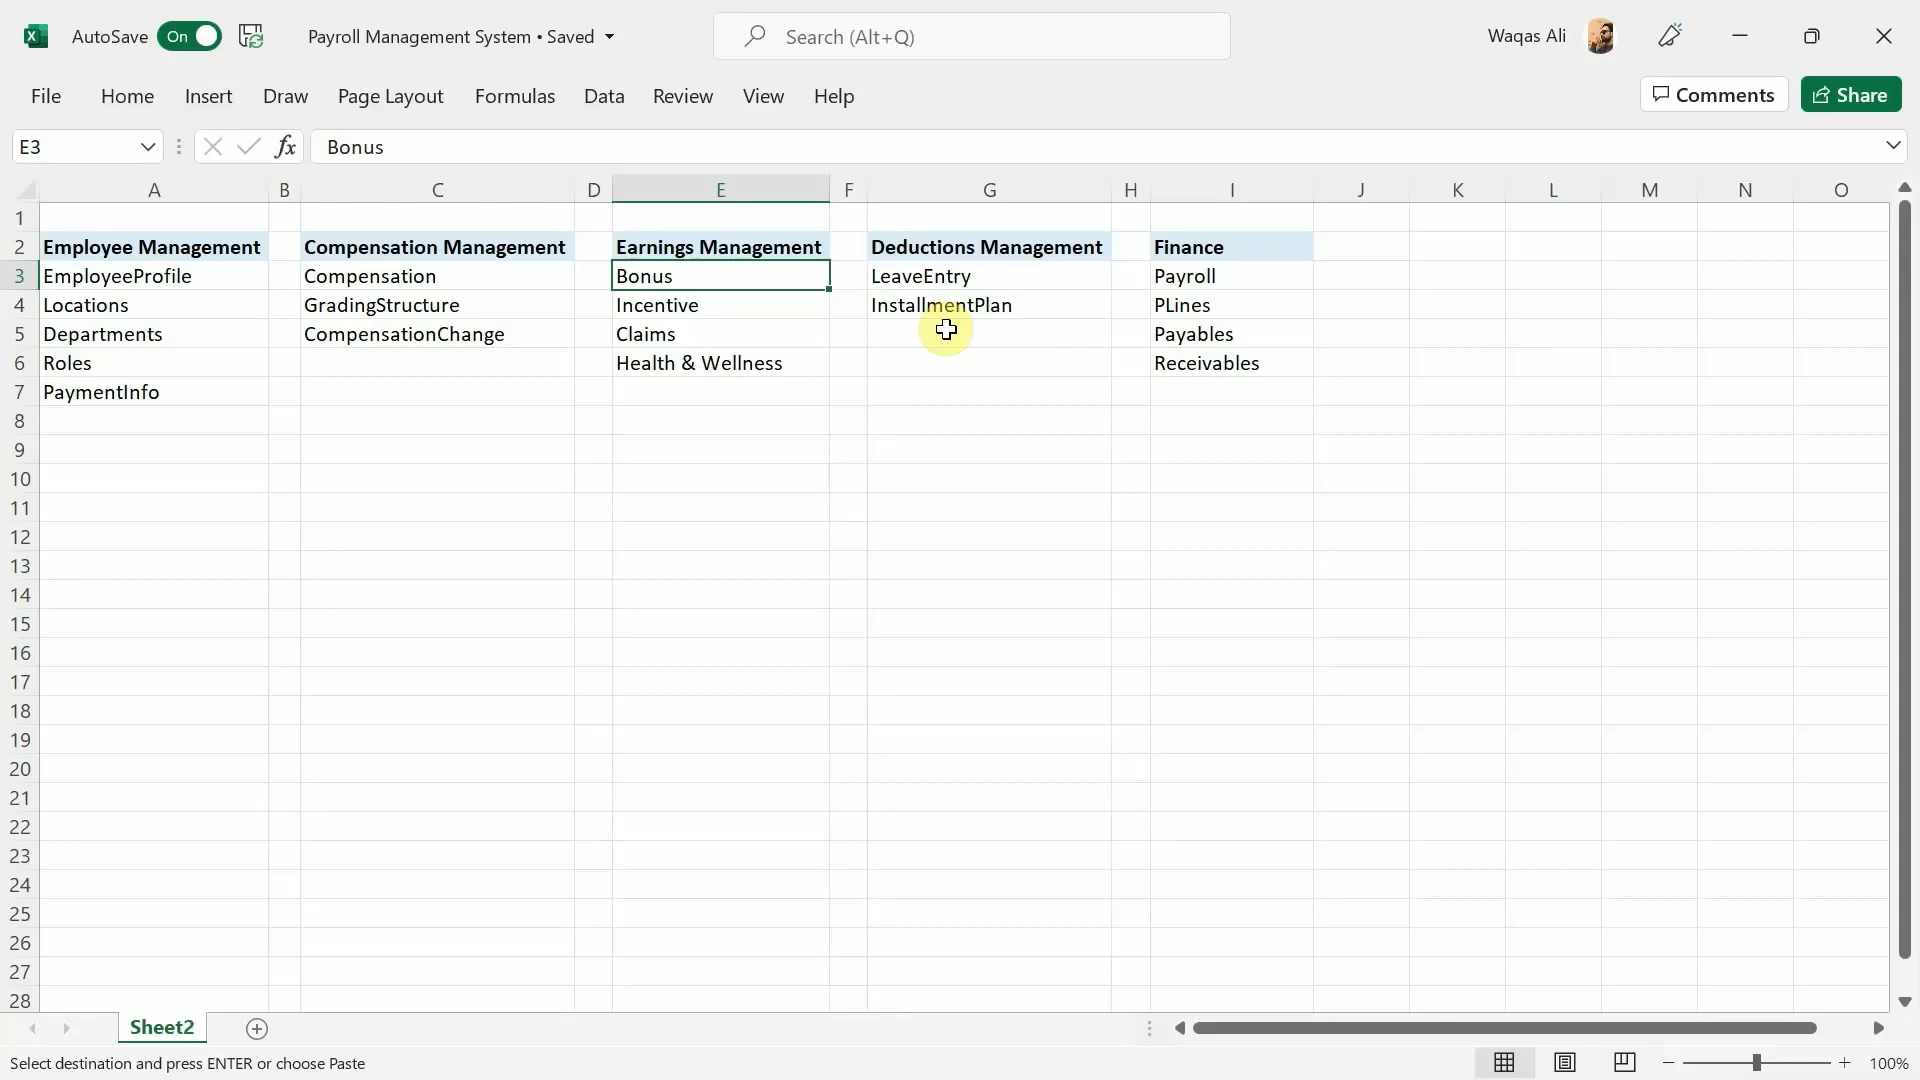 AutoSave On Payroll Management System • Saved Search (Alt+Q) Waqas Ali
File Home Insert Draw Page Layout Formulas Data Review View Help Comments Share
E3 fx Bonus
A B C D E F G H I J K L M N O
1
2 Employee Management Compensation Management Earnings Management Deductions Management Finance
3 EmployeeProfile Compensation Bonus LeaveEntry Payroll
4 Locations GradingStructure Incentive InstallmentPlan PLines
5 Departments CompensationChange Claims Payables
6 Roles Health & Wellness Receivables
7 PaymentInfo
8
9
10
11
12
13
14
15
16
17
18
19
20
21
22
23
24
25
26
27
28
Sheet2
Select destination and press ENTER or choose Paste 100%